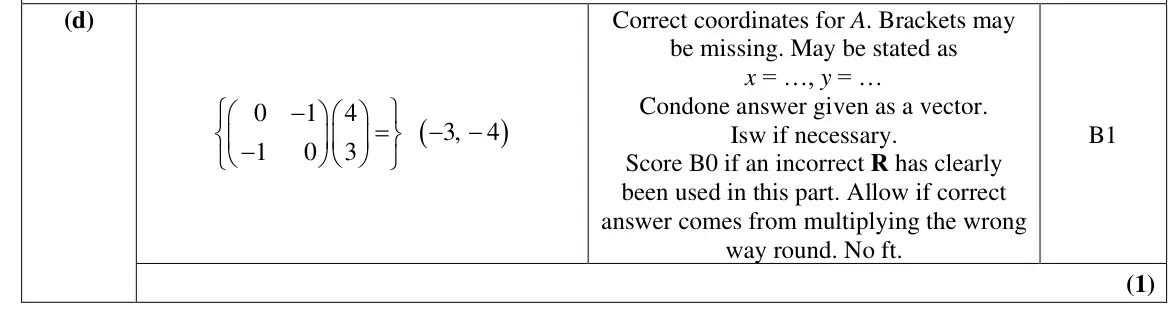 (d)
{( 0 −1 −1 0 )( 4 3 ) =} (−3, −4)
Correct coordinates for A. Brackets may
be missing. May be stated as
x = …, y = …
Condone answer given as a vector.
Isw if necessary.
Score B0 if an incorrect R has clearly
been used in this part. Allow if correct
answer comes from multiplying the wrong
way round. No ft.
B1
(1)